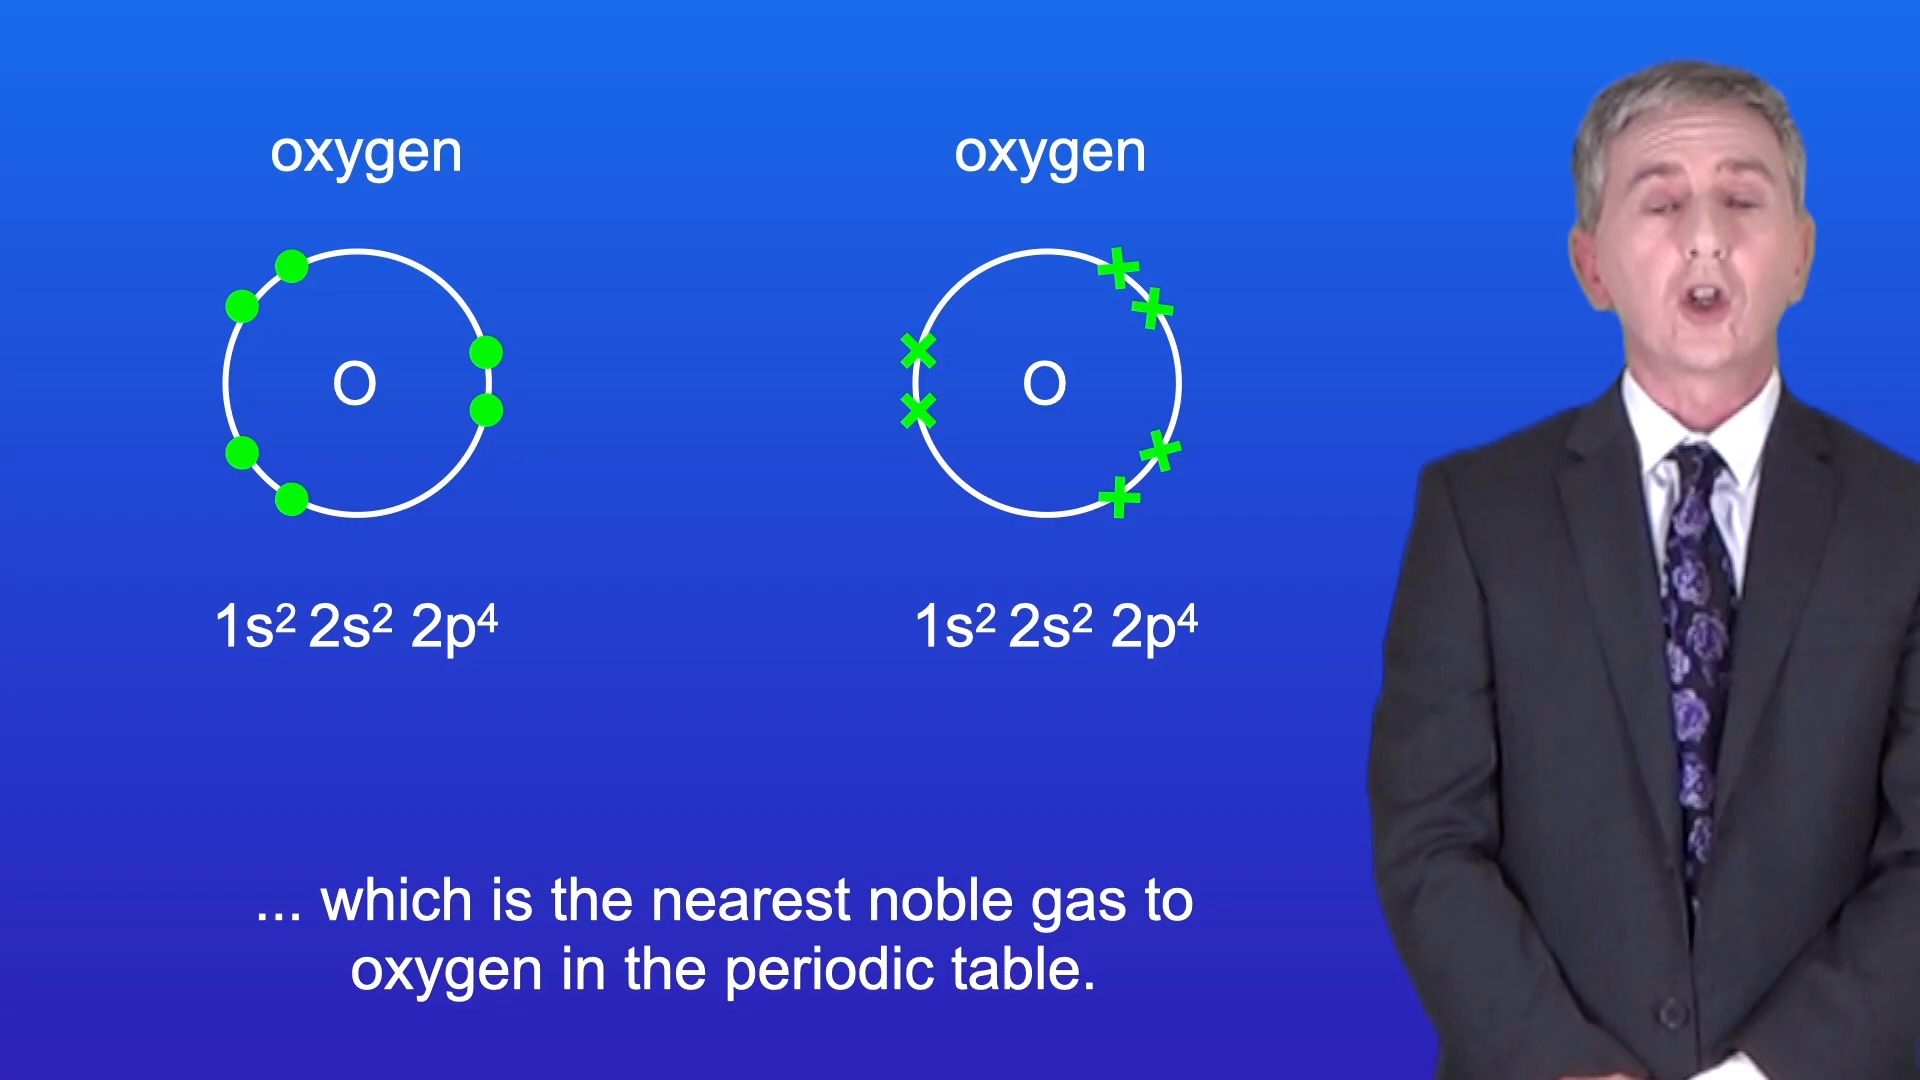 oxygen oxygen
O O
1s² 2s² 2p⁴ 1s² 2s² 2p⁴
... which is the nearest noble gas to
oxygen in the periodic table.